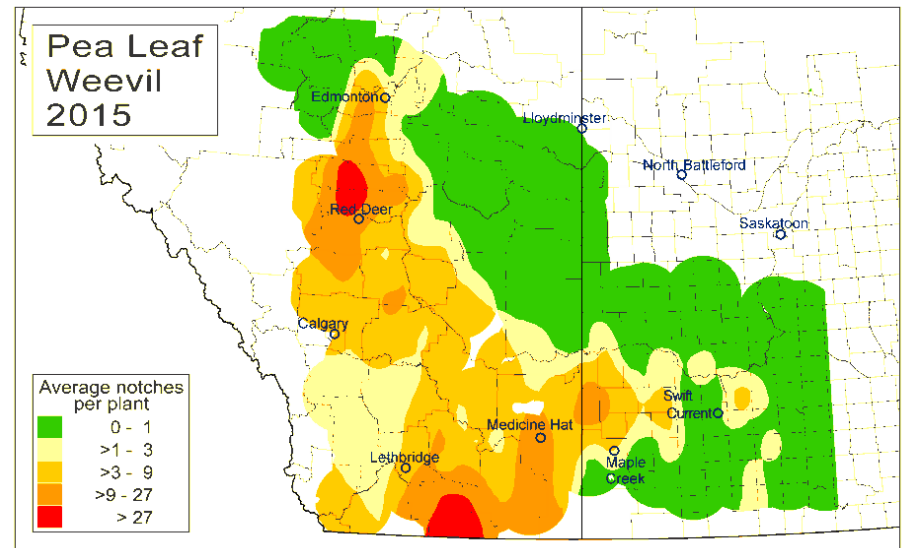 Pea Leaf
Weevil
2015
Edmonton
Lloydminster
North Battleford
Red Deer
Saskatoon
Calgary
Average notches
per plant
0 - 1
>1 - 3
>3 - 9
>9 - 27
> 27
Swift
Current
Medicine Hat
Lethbridge
Maple
Creek